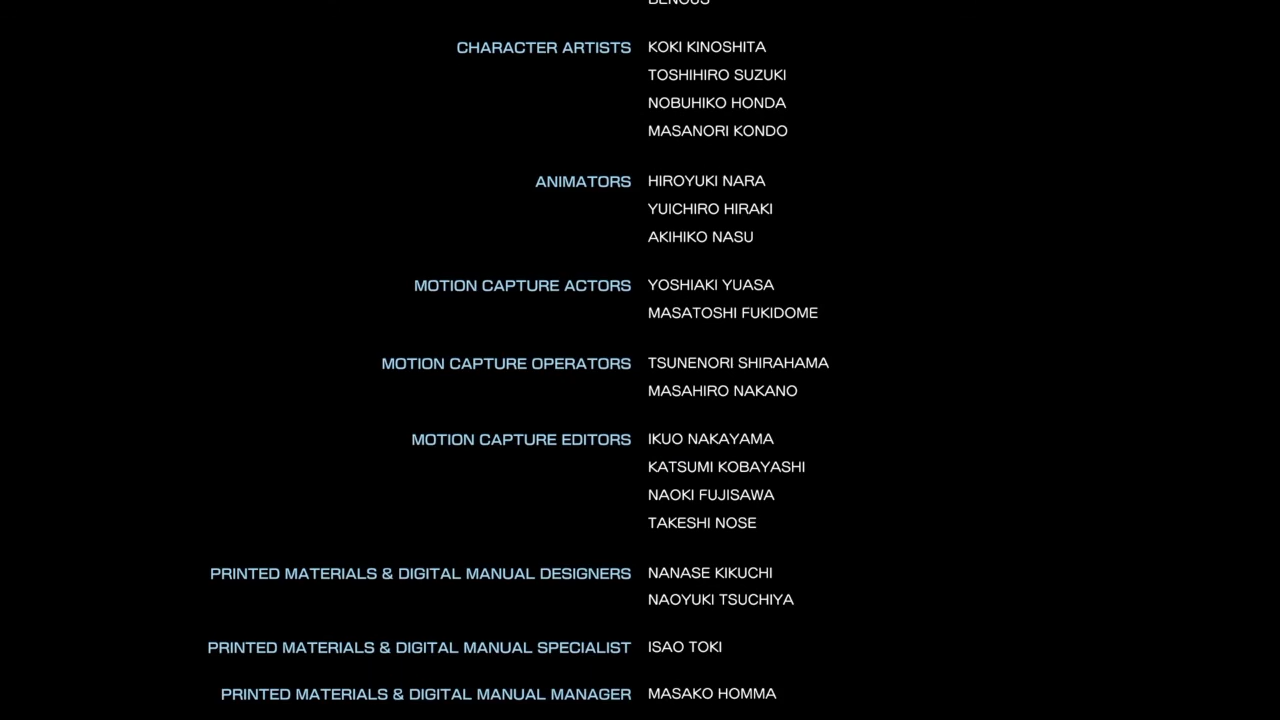 CHARACTER ARTISTS KOKI KINOSHITA
TOSHIHIRO SUZUKI
NOBUHIKO HONDA
MASANORI KONDO
ANIMATORS HIROYUKI NARA
YUICHIRO HIRAKI
AKIHIKO NASU
MOTION CAPTURE ACTORS YOSHIAKI YUASA
MASATOSHI FUKIDOME
MOTION CAPTURE OPERATORS TSUNENORI SHIRAHAMA
MASAHIRO NAKANO
MOTION CAPTURE EDITORS IKUO NAKAYAMA
KATSUMI KOBAYASHI
NAOKI FUJISAWA
TAKESHI NOSE
PRINTED MATERIALS & DIGITAL MANUAL DESIGNERS NANASE KIKUCHI
NAOYUKI TSUCHIYA
PRINTED MATERIALS & DIGITAL MANUAL SPECIALIST ISAO TOKI
PRINTED MATERIALS & DIGITAL MANUAL MANAGER MASAKO HOMMA